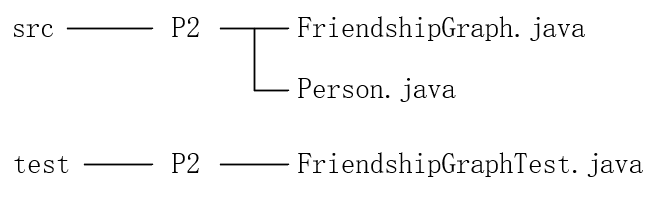 src P2 FriendshipGraph.java
Person.java
test P2 FriendshipGraphTest.java